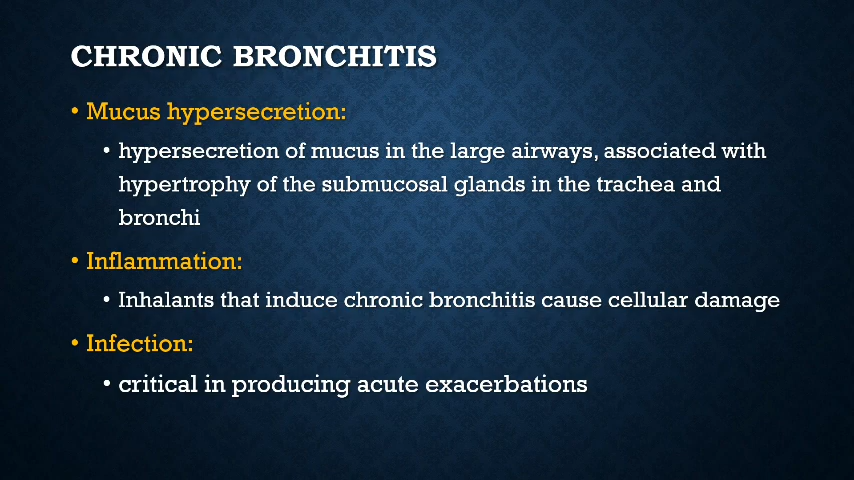 CHRONIC BRONCHITIS
• Mucus hypersecretion:
• hypersecretion of mucus in the large airways, associated with
hypertrophy of the submucosal glands in the trachea and
bronchi
• Inflammation:
• Inhalants that induce chronic bronchitis cause cellular damage
• Infection:
• critical in producing acute exacerbations